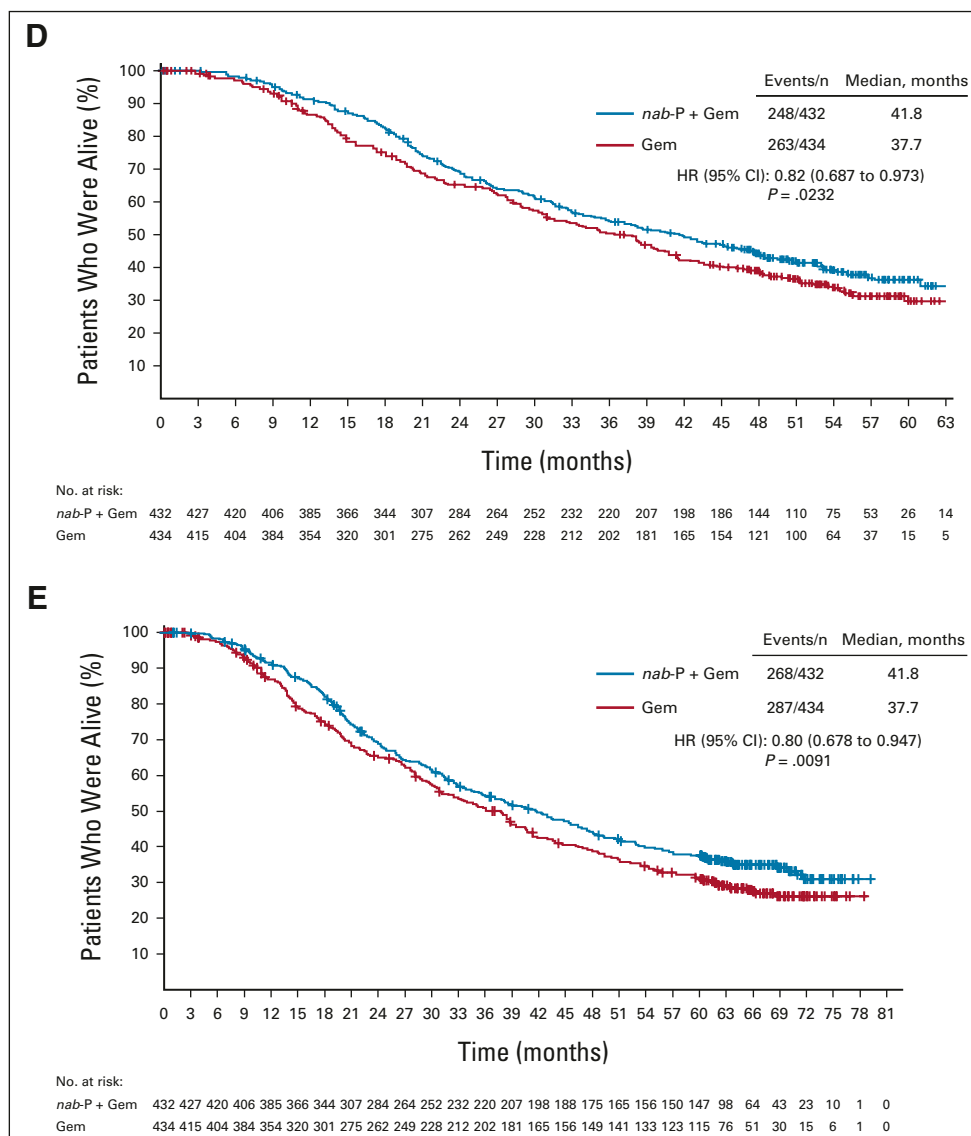 D
Patients Who Were Alive (%)
100
90
80
70
60
50
40
30
20
10
Events/n Median, months
nab-P + Gem 248/432 41.8
Gem 263/434 37.7
HR (95% CI): 0.82 (0.687 to 0.973)
P = .0232
0 3 6 9 12 15 18 21 24 27 30 33 36 39 42 45 48 51 54 57 60 63
Time (months)
No. at risk:
nab-P + Gem 432 427 420 406 385 366 344 307 284 264 252 232 220 207 198 186 144 110 75 53 26 14
Gem 434 415 404 384 354 320 301 275 262 249 228 212 202 181 165 154 121 100 64 37 15 5
E
Patients Who Were Alive (%)
100
90
80
70
60
50
40
30
20
10
Events/n Median, months
nab-P + Gem 268/432 41.8
Gem 287/434 37.7
HR (95% CI): 0.80 (0.678 to 0.947)
P = .0091
0 3 6 9 12 15 18 21 24 27 30 33 36 39 42 45 48 51 54 57 60 63 66 69 72 75 78 81
Time (months)
No. at risk:
nab-P + Gem 432 427 420 406 385 366 344 307 284 264 252 232 220 207 198 188 175 165 156 150 147 98 64 43 23 10 1 0
Gem 434 415 404 384 354 320 301 275 262 249 228 212 202 181 165 156 149 141 133 123 115 76 51 30 15 6 1 0